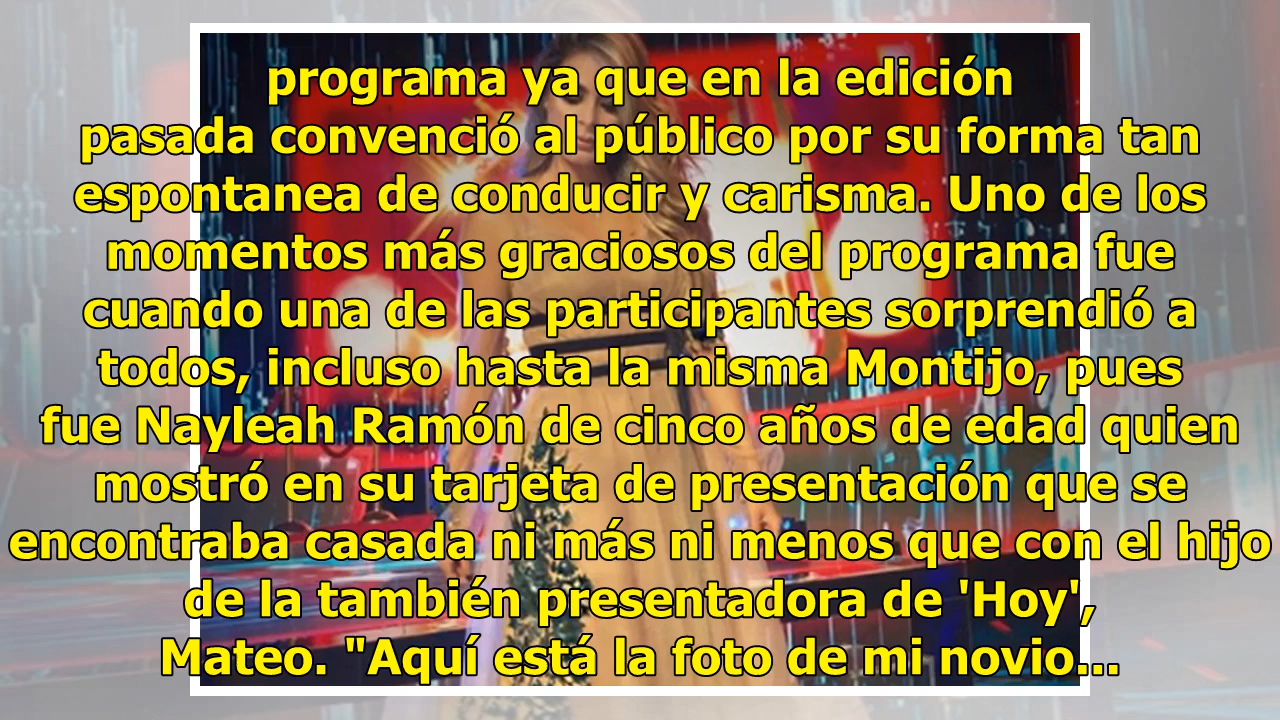 programa ya que en la edición
pasada convenció al público por su forma tan
espontanea de conducir y carisma. Uno de los
momentos más graciosos del programa fue
cuando una de las participantes sorprendió a
todos, incluso hasta la misma Montijo, pues
fue Nayleah Ramón de cinco años de edad quien
mostró en su tarjeta de presentación que se
encontraba casada ni más ni menos que con el hijo
de la también presentadora de 'Hoy',
Mateo. "Aquí está la foto de mi novio...